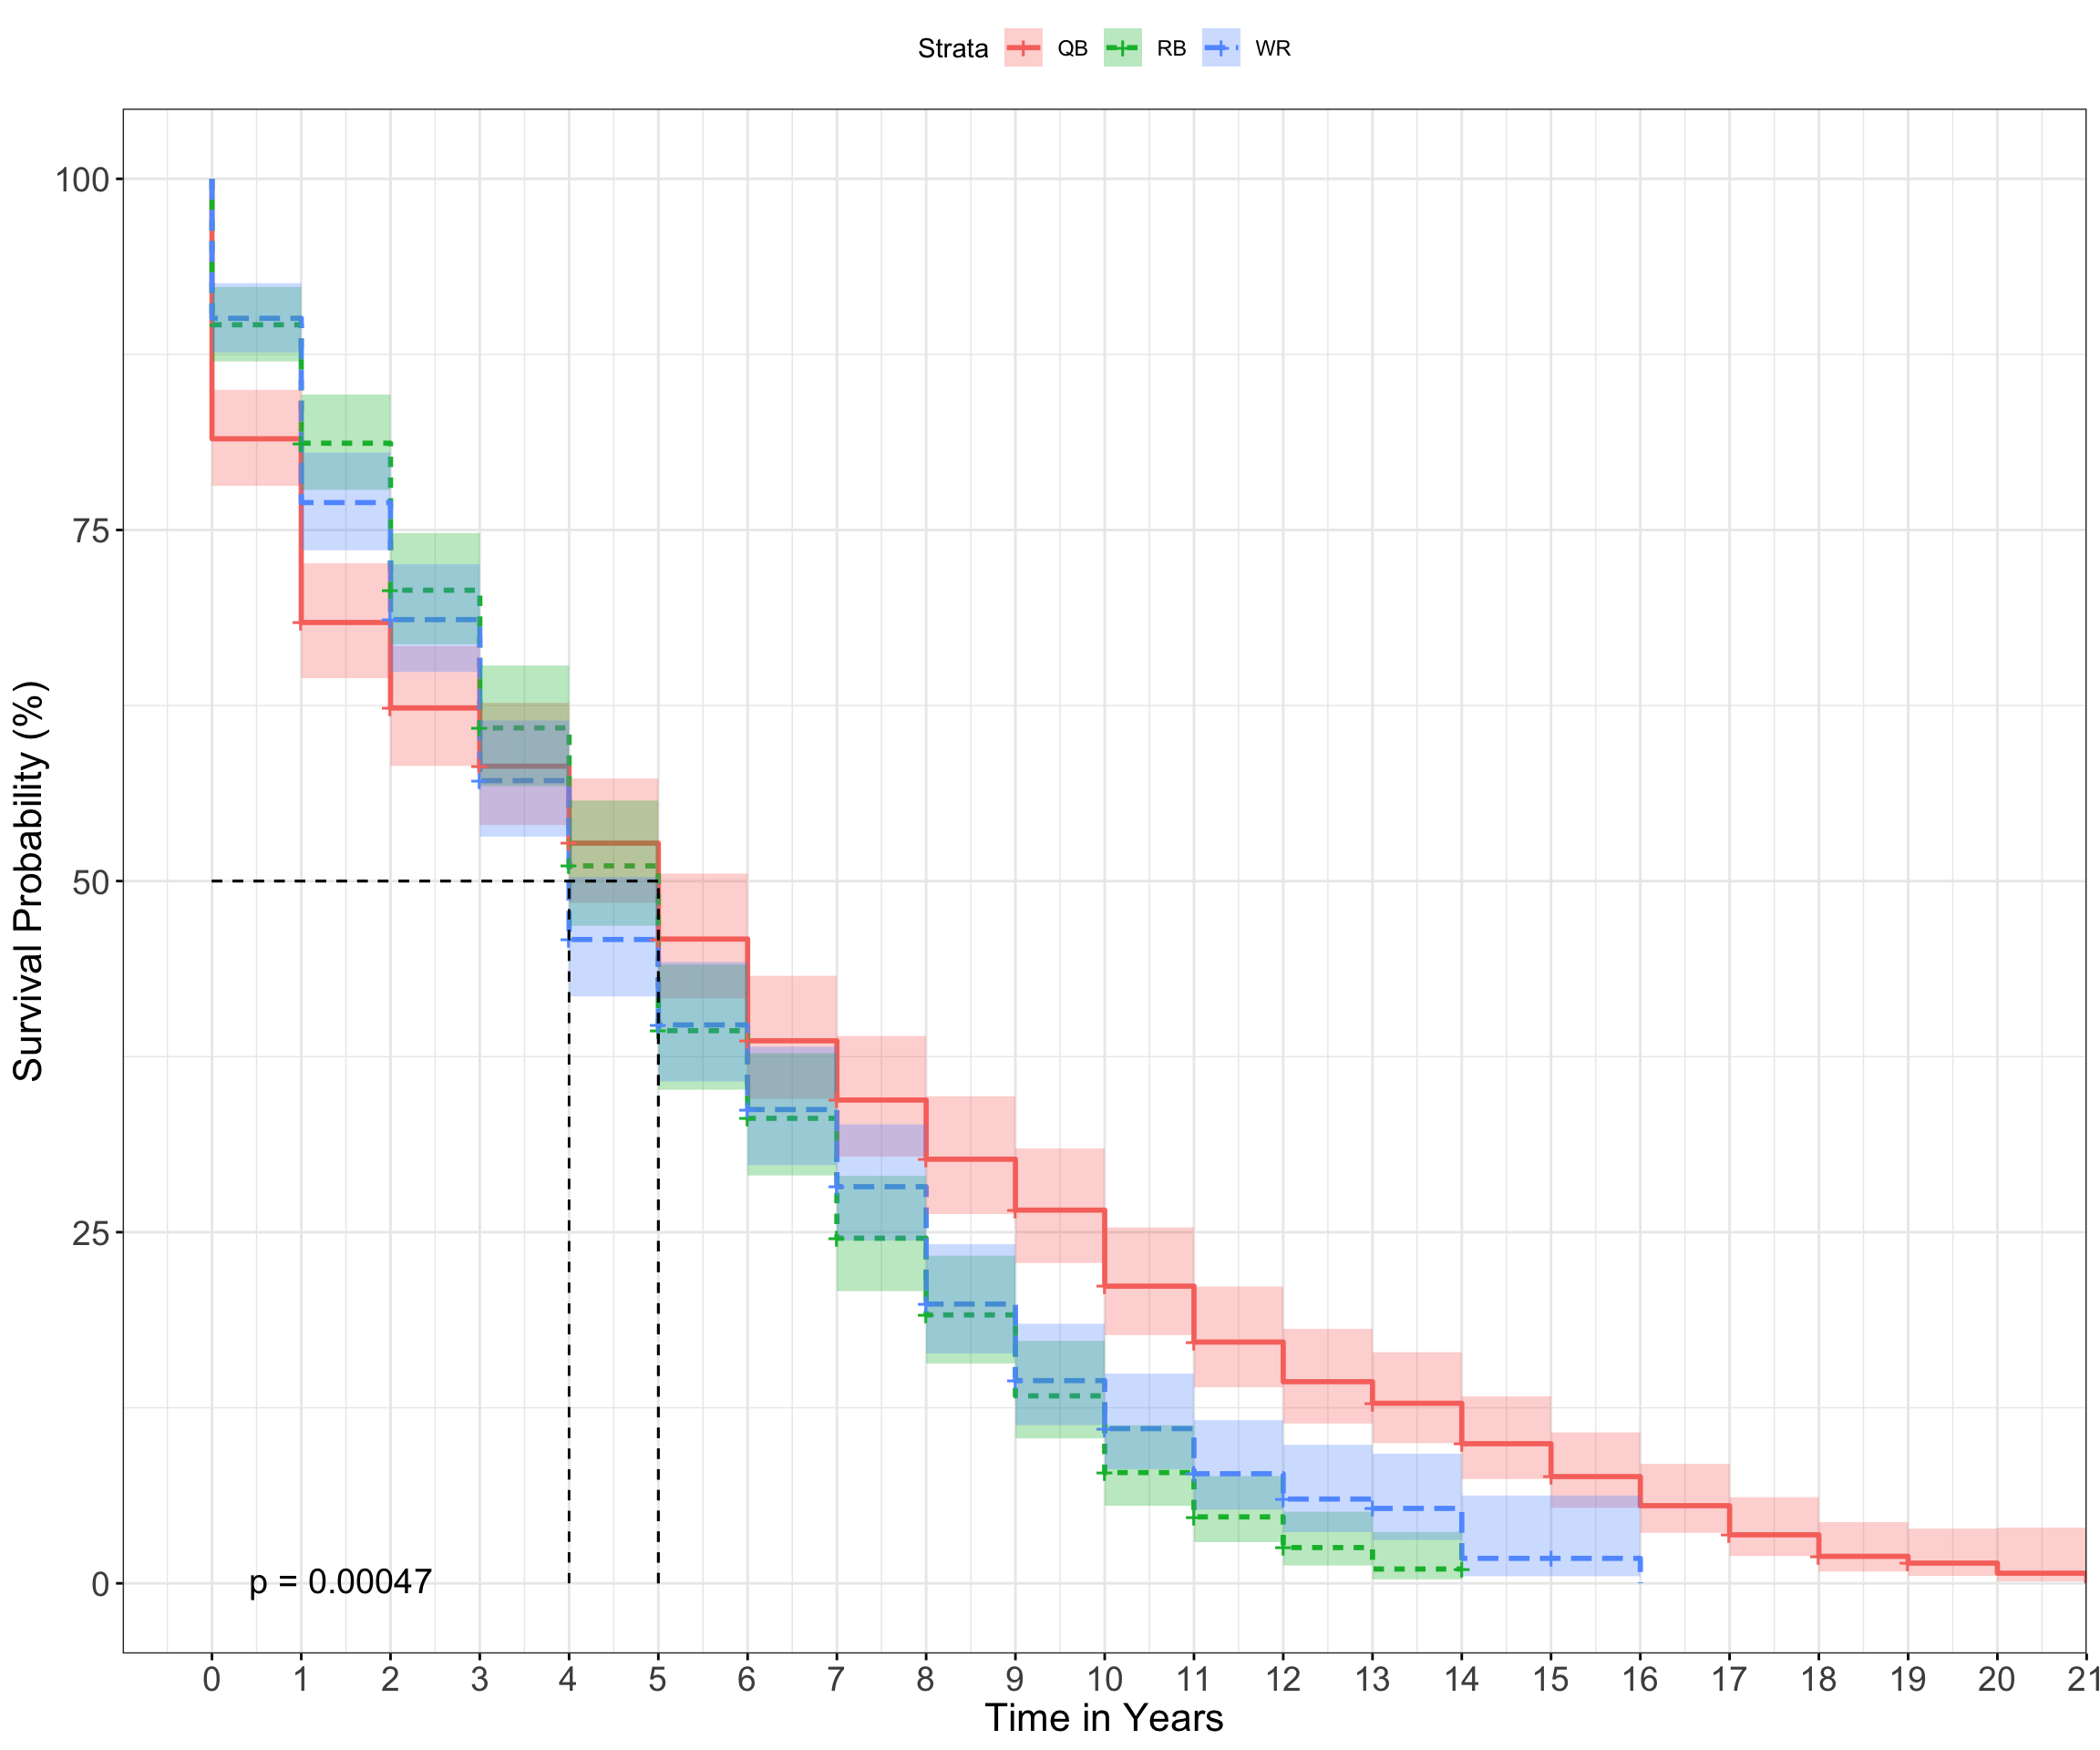 Strata QB RB WR
100
75
50
25
0
Survival Probability (%)
p = 0.00047
0 1 2 3 4 5 6 7 8 9 10 11 12 13 14 15 16 17 18 19 20 21
Time in Years